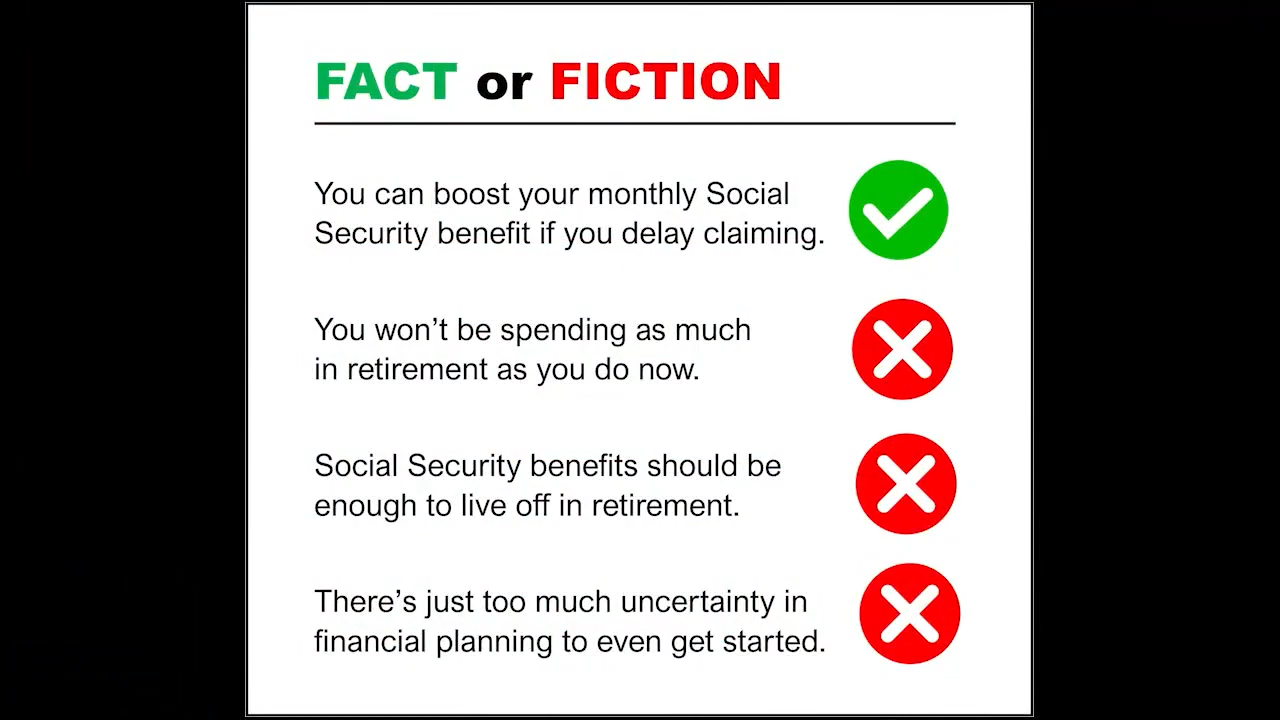 FACT or FICTION
You can boost your monthly Social
Security benefit if you delay claiming.
You won’t be spending as much
in retirement as you do now.
Social Security benefits should be
enough to live off in retirement.
There’s just too much uncertainty in
financial planning to even get started.